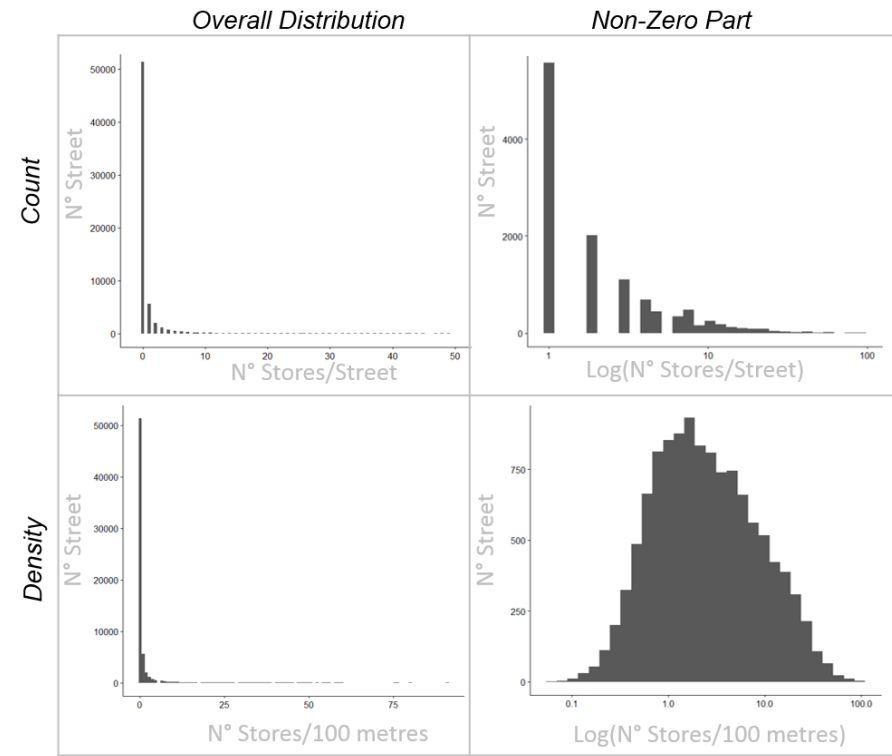 Overall Distribution
Non-Zero Part
Count
N° Street
50000
40000
30000
20000
10000
0
0 10 20 30 40 50
N° Stores/Street
N° Street
4000
2000
0
1 10 100
Log(N° Stores/Street)
Density
N° Street
50000
40000
30000
20000
10000
0
0 25 50 75
N° Stores/100 metres
N° Street
750
500
250
0
0.1 1.0 10.0 100.0
Log(N° Stores/100 metres)